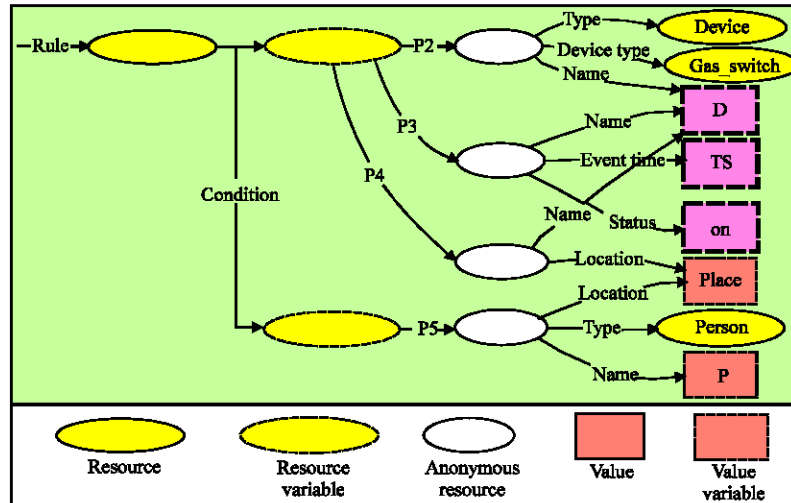 Rule
P2
Type
Device
Device type
Gas_switch
Name
D
P3
Name
Event time
TS
P4
Condition
Name
Status
on
Location
Place
Location
P5
Type
Person
Name
P
Resource
Resource
variable
Anonymous
resource
Value
Value
variable